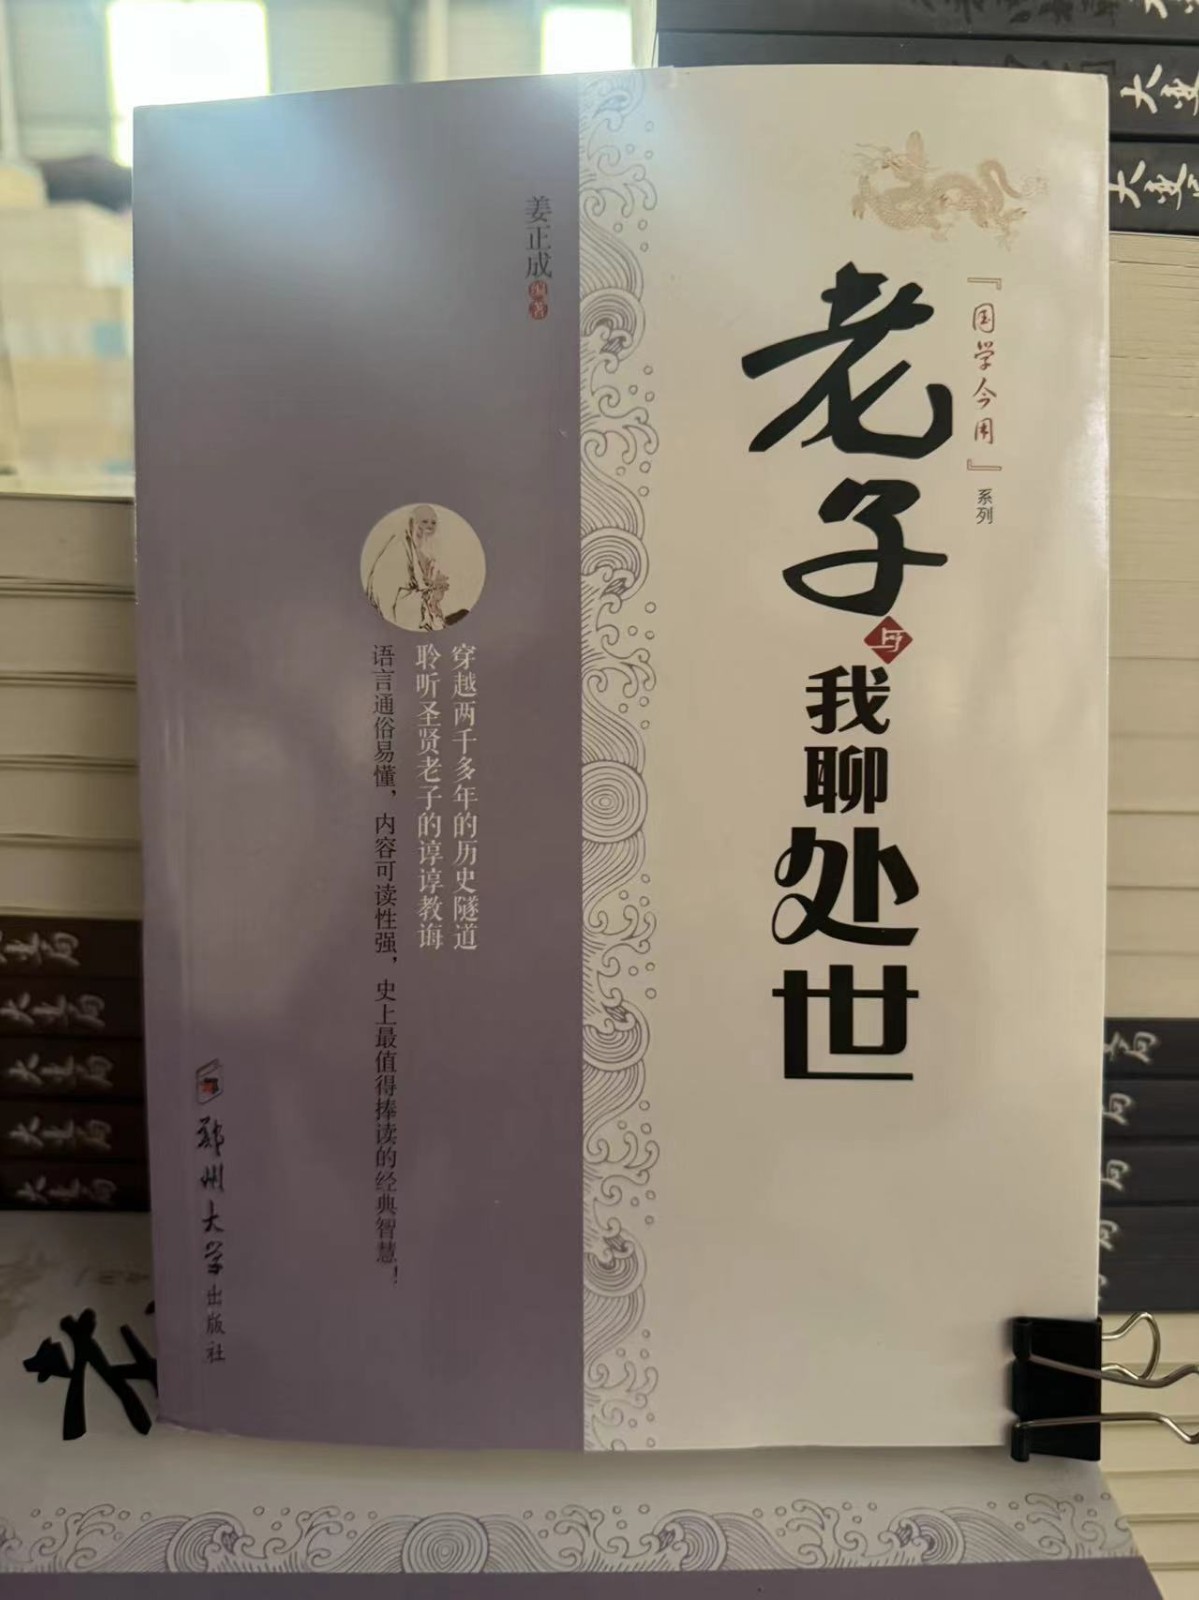 『国学今用』系列
老子与我聊处世
姜正成编著
穿越两千多年的历史隧道
聆听圣贤老子的谆谆教诲
语言通俗易懂，内容可读性强，史上最值得捧读的经典智慧！
郑州大学出版社